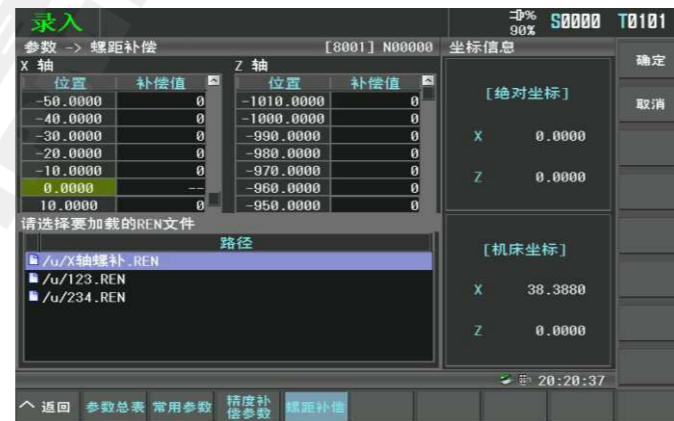 录入
90%
S0000
T0101
参数 -> 螺距补偿
[8001] N00000
坐标信息
确定
取消
X 轴
Z 轴
位置 补偿值
位置 补偿值
-50.0000 0
-1010.0000 0
-40.0000 0
-1000.0000 0
-30.0000 0
-990.0000 0
-20.0000 0
-980.0000 0
-10.0000 0
-970.0000 0
0.0000 --
-960.0000 0
10.0000 0
-950.0000 0
[绝对坐标]
X 0.0000
Z 0.0000
请选择要加载的REN文件
路径
/u/X轴螺补.REN
/u/123.REN
/u/234.REN
[机床坐标]
X 38.3880
Z 0.0000
20:20:37
返回
参数总表
常用参数
精度补
偿参数
螺距补偿